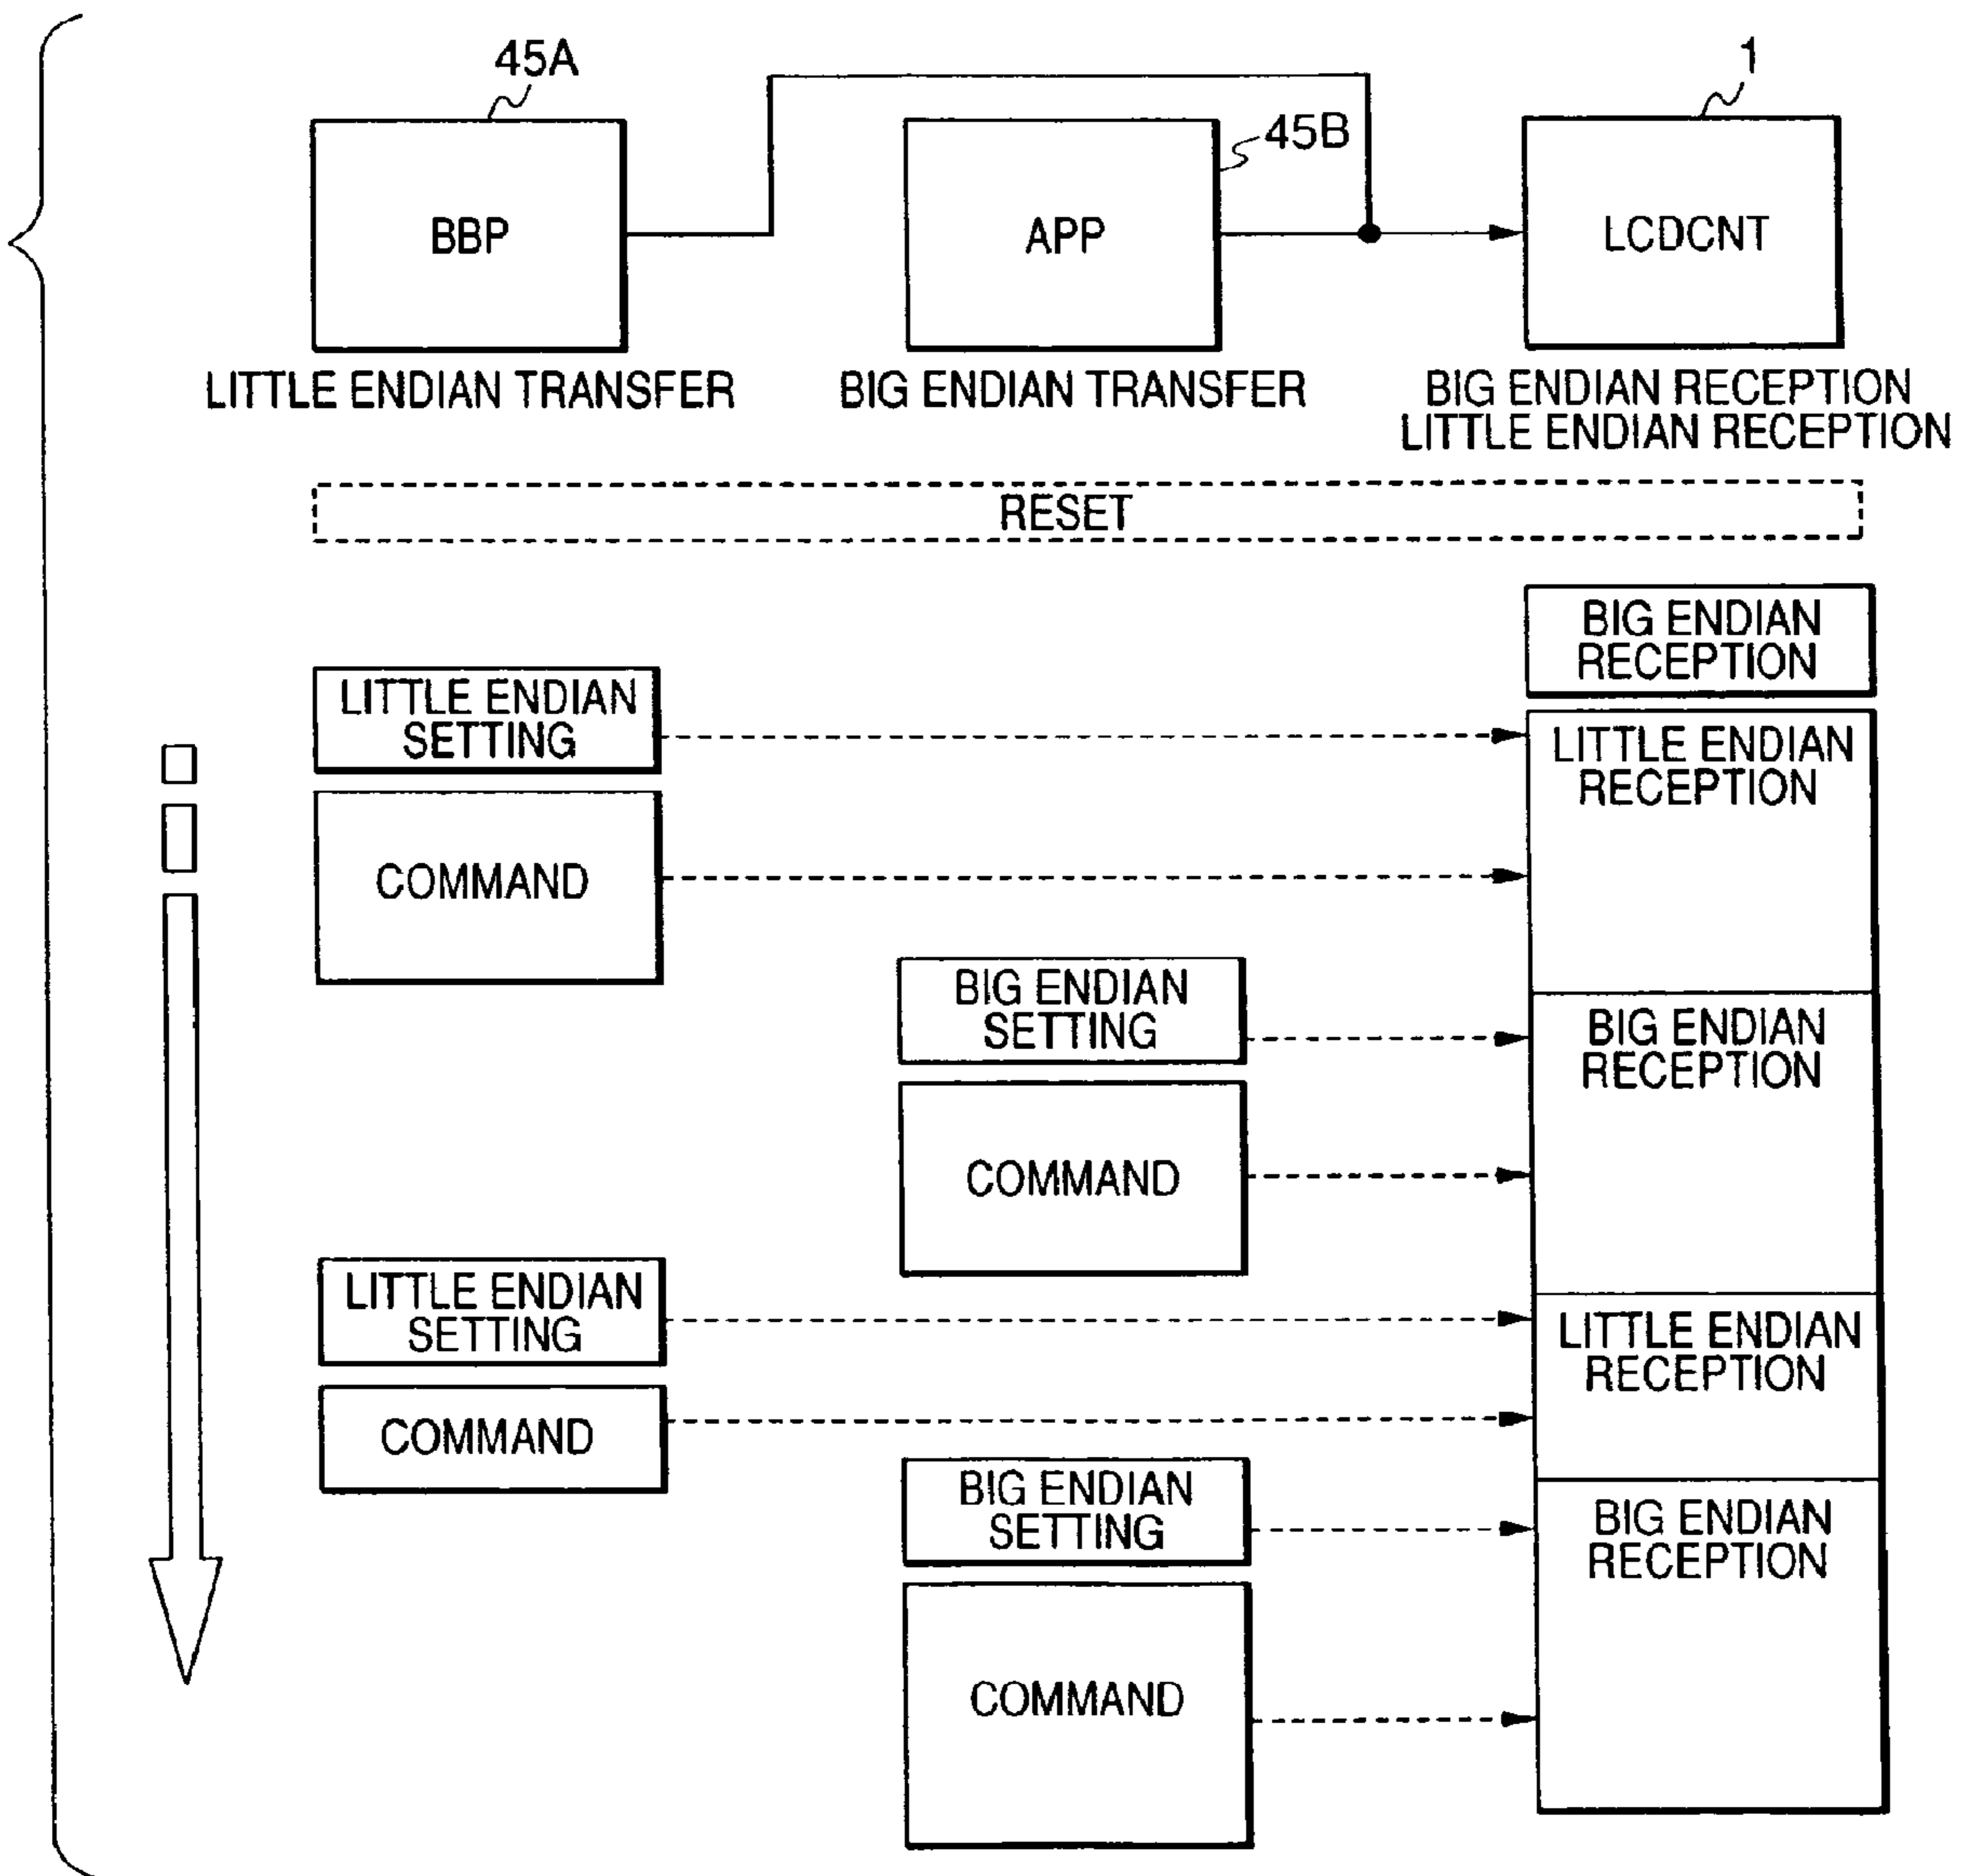 45A
1
45B
BBP
APP
LCDCNT
LITTLE ENDIAN TRANSFER
BIG ENDIAN TRANSFER
BIG ENDIAN RECEPTION
LITTLE ENDIAN RECEPTION
RESET
BIG ENDIAN
RECEPTION
LITTLE ENDIAN
SETTING
LITTLE ENDIAN
RECEPTION
COMMAND
BIG ENDIAN
SETTING
BIG ENDIAN
RECEPTION
COMMAND
LITTLE ENDIAN
SETTING
LITTLE ENDIAN
RECEPTION
COMMAND
BIG ENDIAN
SETTING
BIG ENDIAN
RECEPTION
COMMAND